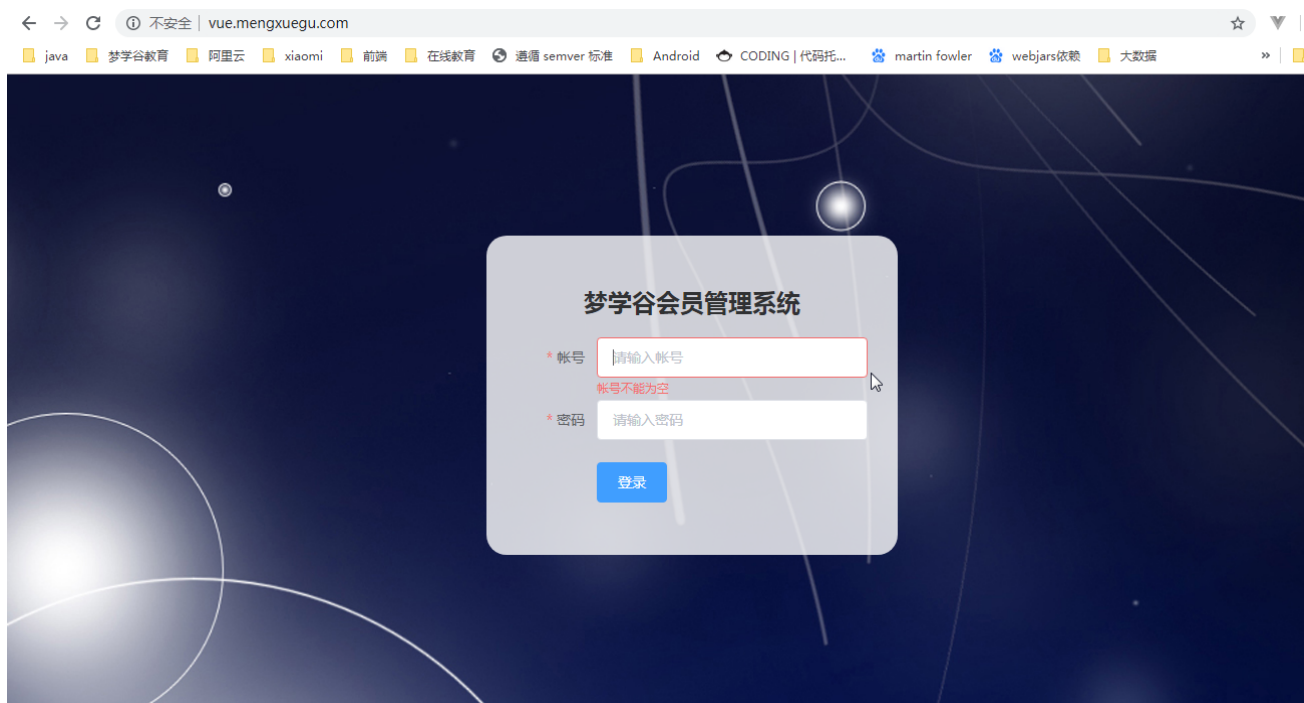 不安全 | vue.mengxuegu.com
java 梦学谷教育 阿里云 xiaomi 前端 在线教育 遵循 semver 标准 Android CODING | 代码托... martin fowler webjars依赖 大数据 »
梦学谷会员管理系统
* 帐号 请输入帐号
帐号不能为空
* 密码 请输入密码
登录